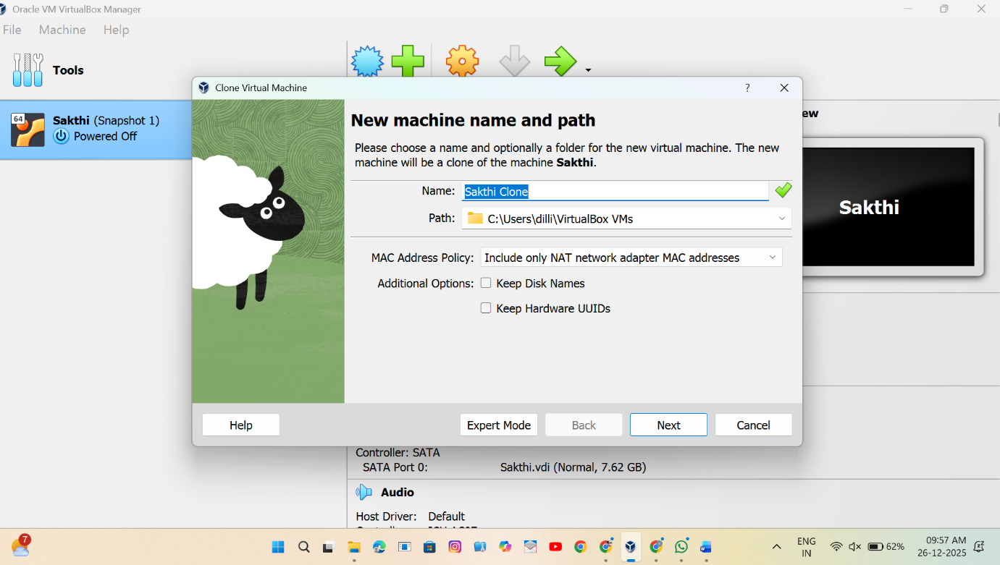 Oracle VM VirtualBox Manager
File Machine Help
Tools
64
Sakthi (Snapshot 1)
Powered Off
Clone Virtual Machine
?
New machine name and path
Please choose a name and optionally a folder for the new virtual machine. The new
machine will be a clone of the machine Sakthi.
Name: Sakthi Clone
Path: C:\Users\dilli\VirtualBox VMs
MAC Address Policy: Include only NAT network adapter MAC addresses
Additional Options: Keep Disk Names
Keep Hardware UUIDs
Help Expert Mode Back Next Cancel
ew
Sakthi
Controller: SATA
SATA Port 0: Sakthi.vdi (Normal, 7.62 GB)
Audio
Host Driver: Default
7
ENG
IN
62%
09:57 AM
26-12-2025